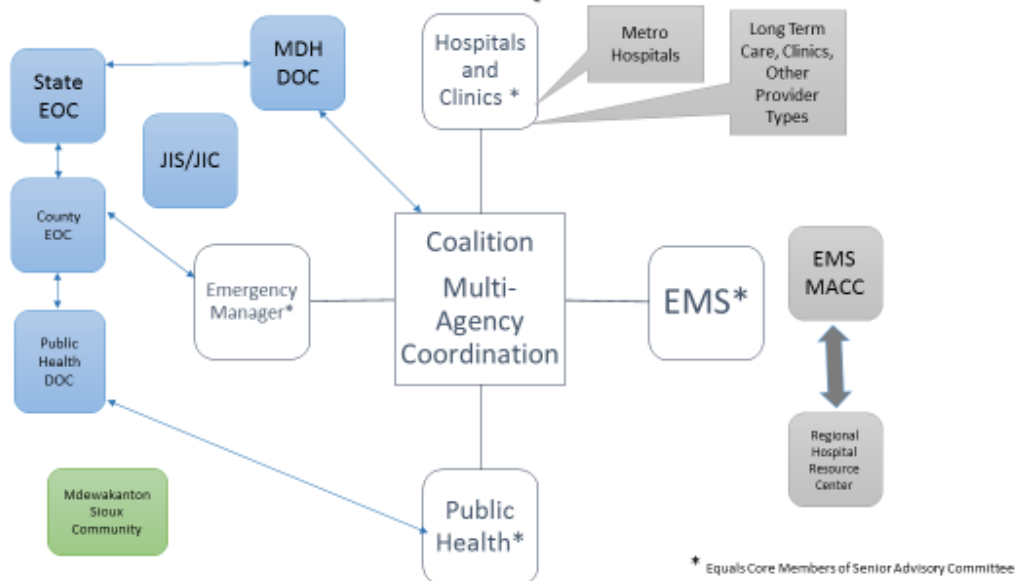 State
EOC
MDH
DOC
JIS/JIC
County
EOC
Public
Health
DOC
Mdewakanton
Sioux
Community
Emergency
Manager*
Hospitals
and
Clinics *
Metro
Hospitals
Long Term
Care, Clinics,
Other
Provider
Types
Coalition
Multi-
Agency
Coordination
EMS*
EMS
MACC
Regional
Hospital
Resource
Center
Public
Health*
* Equals Core Members of Senior Advisory Committee